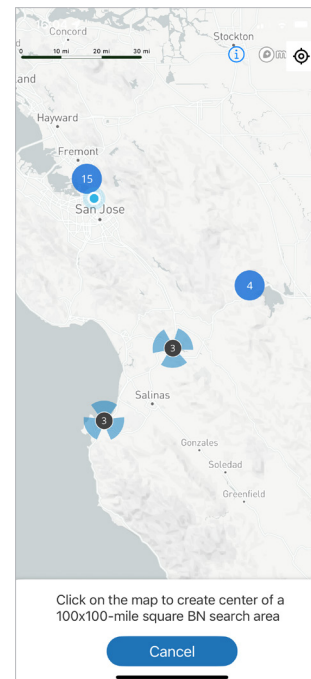 Concord
Stockton
0 10 mi 20 mi 30 mi
and
Hayward
Fremont
15
San Jose
4
3
Salinas
3
Gonzales
Soledad
Greenfield
Click on the map to create center of a
100x100-mile square BN search area
Cancel